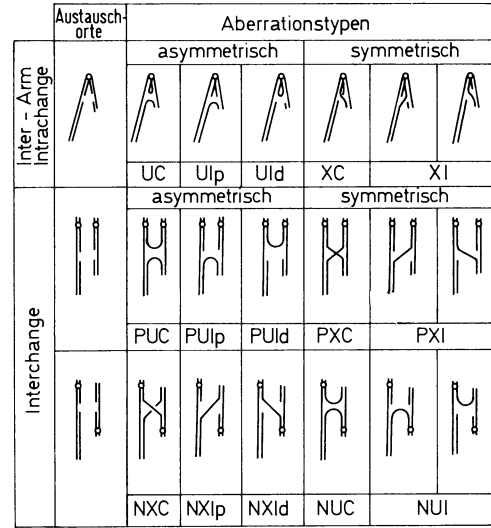 Austausch-
orte
Aberrationstypen
Inter - Arm
Intrachange
asymmetrisch symmetrisch
UC UIp UId XC XI
Interchange
asymmetrisch symmetrisch
PUC PUIp PUId PXC PXI
NXC NXIp NXId NUC NUI